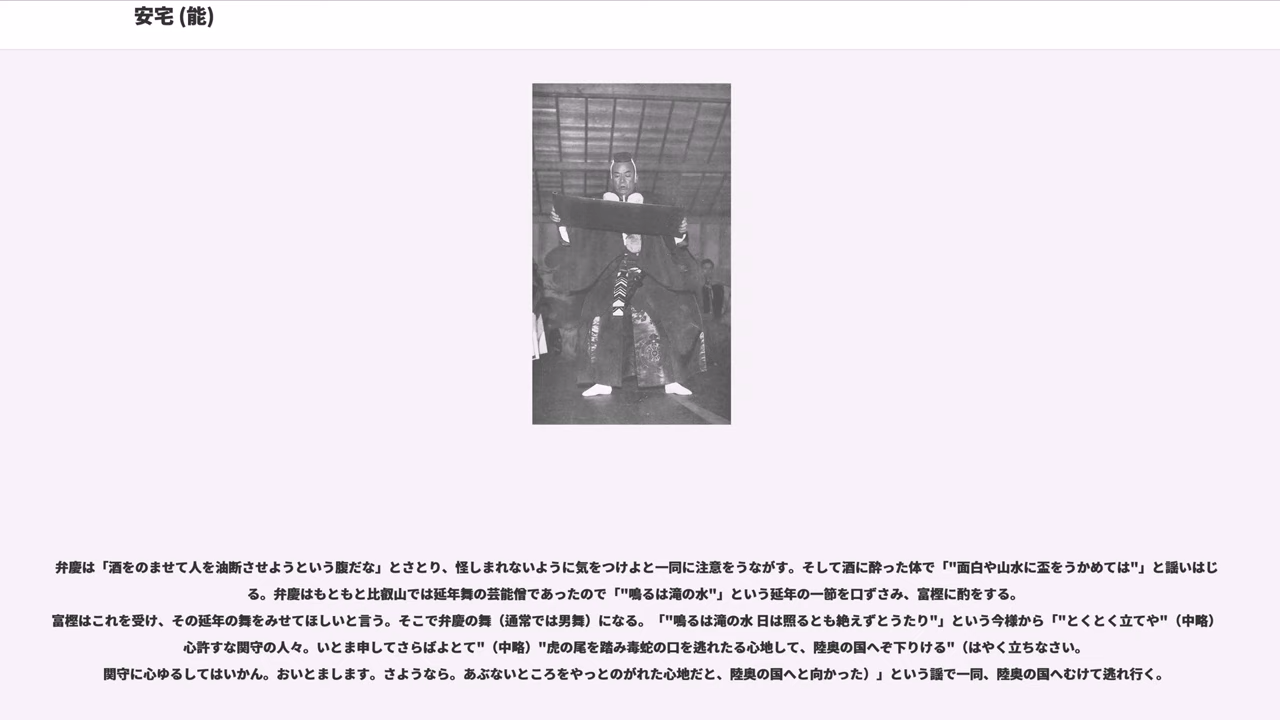 安宅 (能)
弁慶は「酒をのませて人を油断させようという腹だな」とさとり、怪しまれないように気をつけよと一同に注意をうながす。そして酒に酔った体で「"面白や山水に盃をうかめては"」と謡いはじ
る。弁慶はもともと比叡山では延年舞の芸能僧であったので「"鳴るは滝の水"」という延年の一節を口ずさみ、富樫に酌をする。
富樫はこれを受け、その延年の舞をみせてほしいと言う。そこで弁慶の舞（通常では男舞）になる。「"鳴るは滝の水 日は照るとも絶えずとうたり"」という今様から「"とくとく立てや"（中略）
心許すな関守の人々。いとま申してさらばよとて"（中略）"虎の尾を踏み毒蛇の口を逃れたる心地して、陸奥の国へぞ下りける"（はやく立ちなさい。
関守に心ゆるしてはいかん。おいとまします。さようなら。あぶないところをやっとのがれた心地だと、陸奥の国へと向かった）」という謡で一同、陸奥の国へむけて逃れ行く。